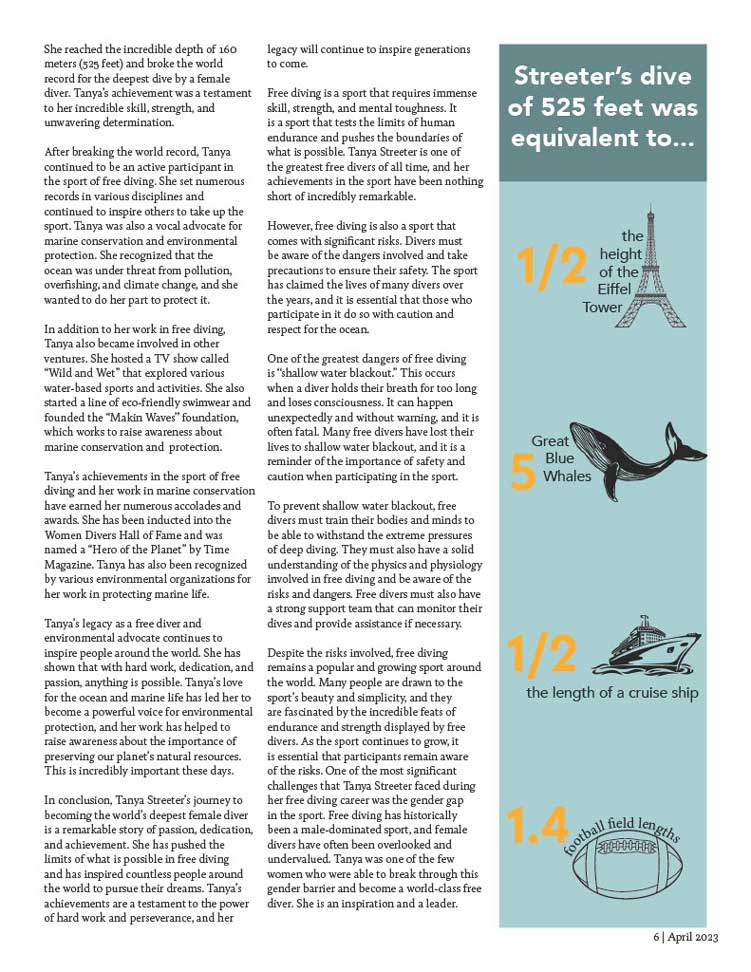 She reached the incredible depth of 160
meters (525 feet) and broke the world
record for the deepest dive by a female
diver. Tanya's achievement was a testament
to her incredible skill, strength, and
unwavering determination.
After breaking the world record, Tanya
continued to be an active participant in
the sport of free diving. She set numerous
records in various disciplines and
continued to inspire others to take up the
sport. Tanya was also a vocal advocate for
marine conservation and environmental
protection. She recognized that the
ocean was under threat from pollution,
overfishing, and climate change, and she
wanted to do her part to protect it.
In addition to her work in free diving,
Tanya also became involved in other
ventures. She hosted a TV show called
“Wild and Wet” that explored various
water-based sports and activities. She also
started a line of eco-friendly swimwear and
founded the “Makin Waves” foundation,
which works to raise awareness about
marine conservation and protection.
Tanya's achievements in the sport of free
diving and her work in marine conservation
have earned her numerous accolades and
awards. She has been inducted into the
Women Divers Hall of Fame and was
named a “Hero of the Planet” by Time
Magazine. Tanya has also been recognized
by various environmental organizations for
her work in protecting marine life.
Tanya's legacy as a free diver and
environmental advocate continues to
inspire people around the world. She has
shown that with hard work, dedication, and
passion, anything is possible. Tanya's love
for the ocean and marine life has led her to
become a powerful voice for environmental
protection, and her work has helped to
raise awareness about the importance of
preserving our planet's natural resources.
This is incredibly important these days.
In conclusion, Tanya Streeter's journey to
becoming the world's deepest female diver
is a remarkable story of passion, dedication,
and achievement. She has pushed the
limits of what is possible in free diving
and has inspired countless people around
the world to pursue their dreams. Tanya's
achievements are a testament to the power
of hard work and perseverance, and her
legacy will continue to inspire generations
to come.
Free diving is a sport that requires immense
skill, strength, and mental toughness. It
is a sport that tests the limits of human
endurance and pushes the boundaries of
what is possible. Tanya Streeter is one of
the greatest free divers of all time, and her
achievements in the sport have been nothing
short of incredibly remarkable.
However, free diving is also a sport that
comes with significant risks. Divers must
be aware of the dangers involved and take
precautions to ensure their safety. The sport
has claimed the lives of many divers over
the years, and it is essential that those who
participate in it do so with caution and
respect for the ocean.
One of the greatest dangers of free diving
is “shallow water blackout.” This occurs
when a diver holds their breath for too long
and loses consciousness. It can happen
unexpectedly and without warning, and it is
often fatal. Many free divers have lost their
lives to shallow water blackout, and it is a
reminder of the importance of safety and
caution when participating in the sport.
To prevent shallow water blackout, free
divers must train their bodies and minds to
be able to withstand the extreme pressures
of deep diving. They must also have a solid
understanding of the physics and physiology
involved in free diving and be aware of the
risks and dangers. Free divers must also have
a strong support team that can monitor their
dives and provide assistance if necessary.
Despite the risks involved, free diving
remains a popular and growing sport around
the world. Many people are drawn to the
sport's beauty and simplicity, and they
are fascinated by the incredible feats of
endurance and strength displayed by free
divers. As the sport continues to grow, it
is essential that participants remain aware
of the risks. One of the most significant
challenges that Tanya Streeter faced during
her free diving career was the gender gap
in the sport. Free diving has historically
been a male-dominated sport, and female
divers have often been overlooked and
undervalued. Tanya was one of the few
women who were able to break through this
gender barrier and become a world-class free
diver. She is an inspiration and a leader.
Streeter's dive
of 525 feet was
equivalent to...
1/2
the
height
of the
Eiffel
Tower
5
Great
Blue
Whales
1/2
the length of a cruise ship
1.4
football field lengths
6 | April 2023